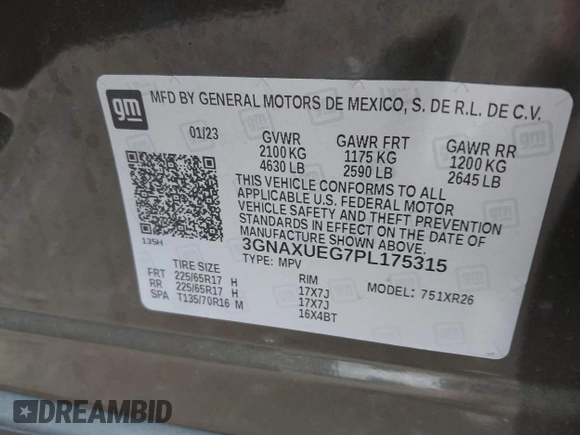 gm
MFD BY GENERAL MOTORS DE MEXICO, S. DE R.L. DE C.V.
01/23 GVWR GAWR FRT GAWR RR
2100 KG 1175 KG 1200 KG
4630 LB 2590 LB 2645 LB
THIS VEHICLE CONFORMS TO ALL
APPLICABLE U.S. FEDERAL MOTOR
VEHICLE SAFETY AND THEFT PREVENTION
STANDARDS IN EFFECT ON THE DATE OF
MANUFACTURE SHOWN ABOVE.
135H
3GNAXUEG7PL175315
TYPE: MPV MODEL: 751XR26
TIRE SIZE RIM
FRT 225/65R17 H 17X7J
RR 225/65R17 H 17X7J
SPA T135/70R16 M 16X4BT
DREAMBID DREAMBID.COM